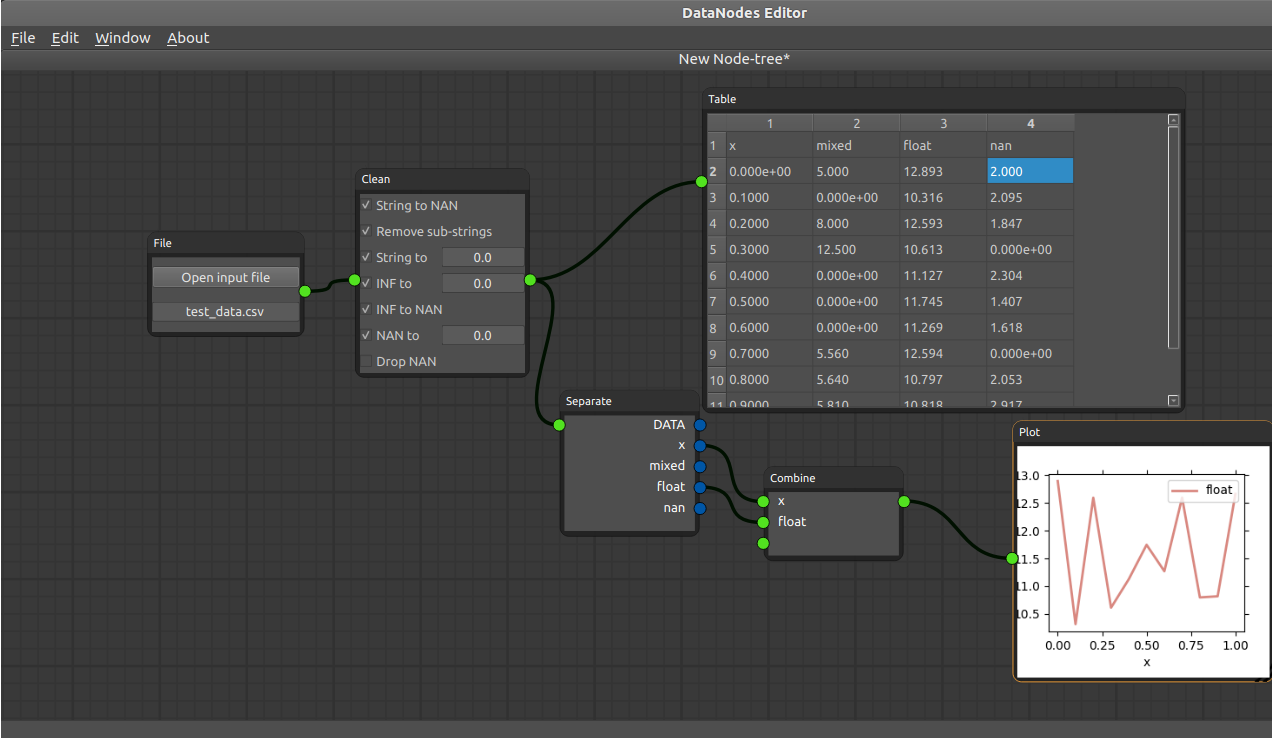 DataNodes Editor
File Edit Window About
New Node-tree*
File
Open input file
test_data.csv
Clean
String to NAN
Remove sub-strings
String to 0.0
INF to 0.0
INF to NAN
NAN to 0.0
Drop NAN
Table
1 2 3 4
1 x mixed float nan
2 0.000e+00 5.000 12.893 2.000
3 0.1000 0.000e+00 10.316 2.095
4 0.2000 8.000 12.593 1.847
5 0.3000 12.500 10.613 0.000e+00
6 0.4000 0.000e+00 11.127 2.304
7 0.5000 0.000e+00 11.745 1.407
8 0.6000 0.000e+00 11.269 1.618
9 0.7000 5.560 12.594 0.000e+00
10 0.8000 5.640 10.797 2.053
11 0.9000 5.810 10.818 2.917
Separate
DATA
x
mixed
float
nan
Combine
x
float
Plot
float
13.0
12.5
12.0
11.5
11.0
10.5
0.00 0.25 0.50 0.75 1.00
x